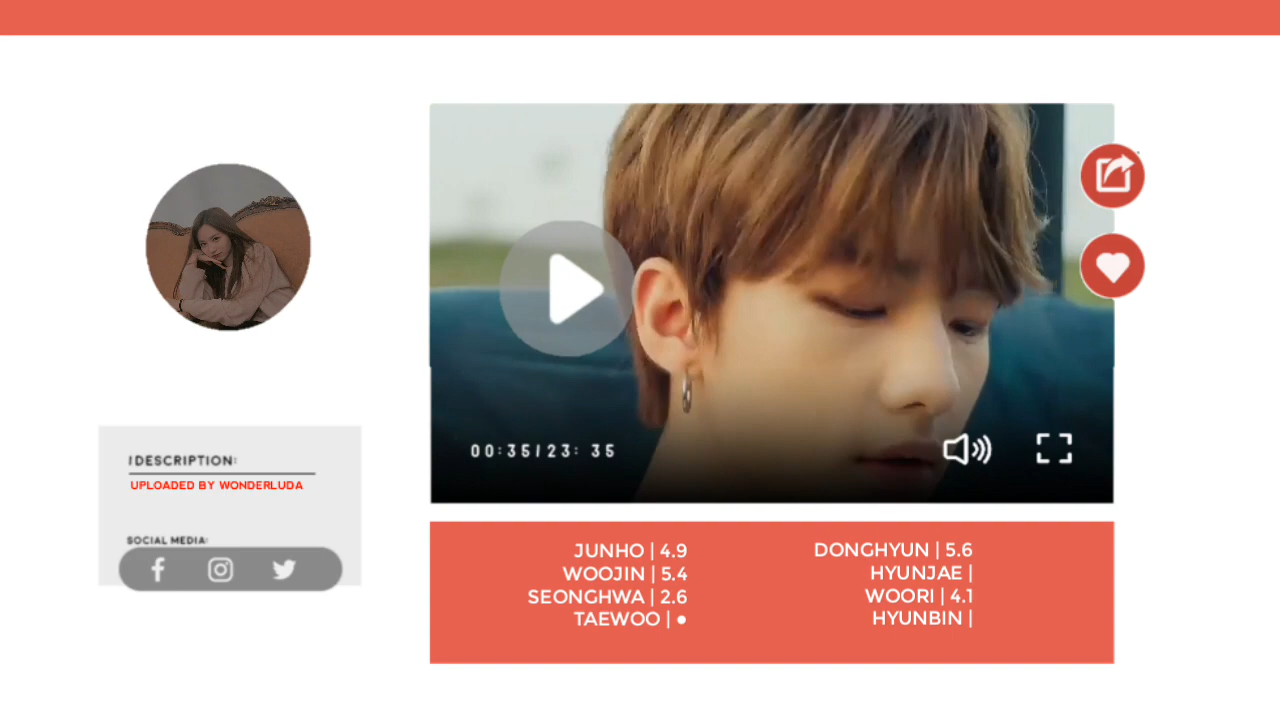 00:35/23: 35
|DESCRIPTION:
UPLOADED BY WONDERLUDA
SOCIAL MEDIA:
JUNHO | 4.9
WOOJIN | 5.4
SEONGHWA | 2.6
TAEWOO | ●
DONGHYUN | 5.6
HYUNJAE |
WOORI | 4.1
HYUNBIN |